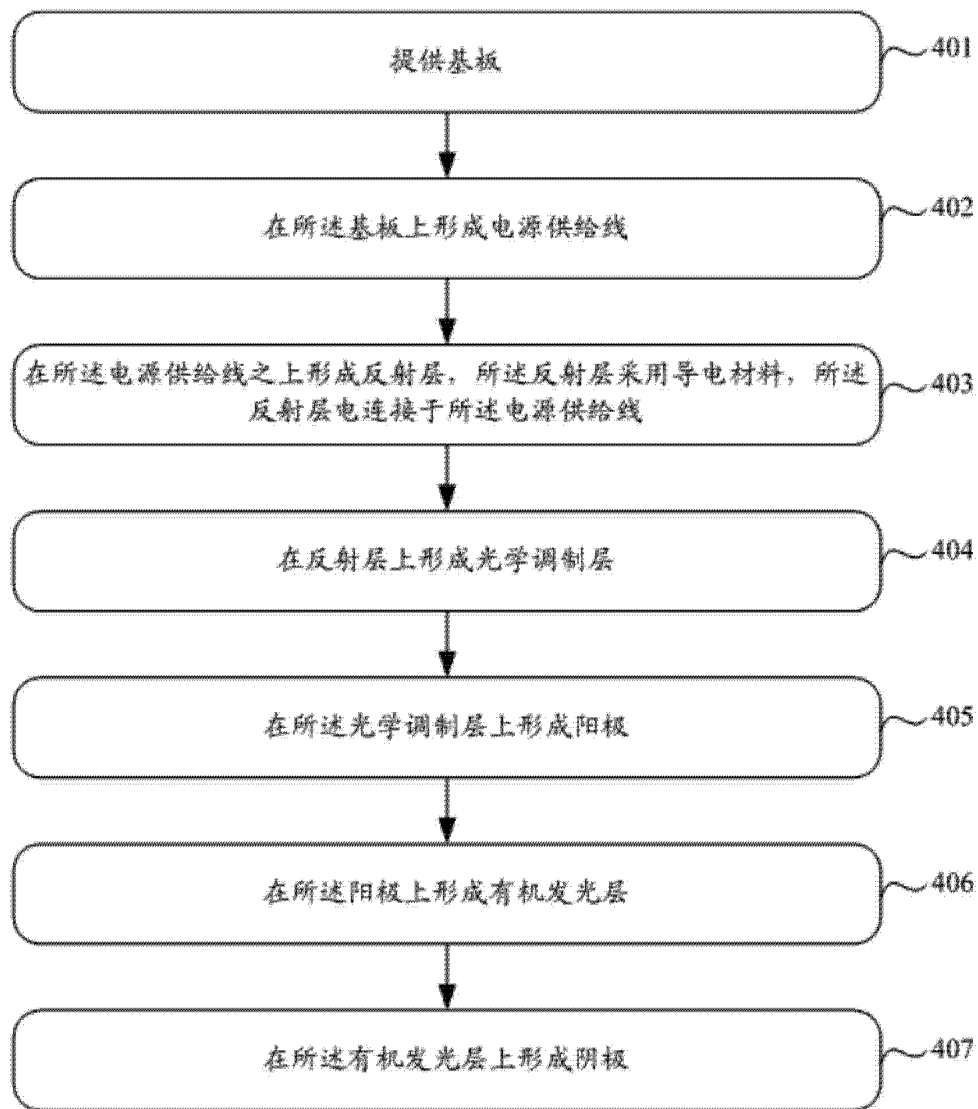 提供基板
401
在所述基板上形成电源供给线
402
在所述电源供给线之上形成反射层，所述反射层采用导电材料，所述
反射层电连接于所述电源供给线
403
在反射层上形成光学调制层
404
在所述光学调制层上形成阳极
405
在所述阳极上形成有机发光层
406
在所述有机发光层上形成阴极
407